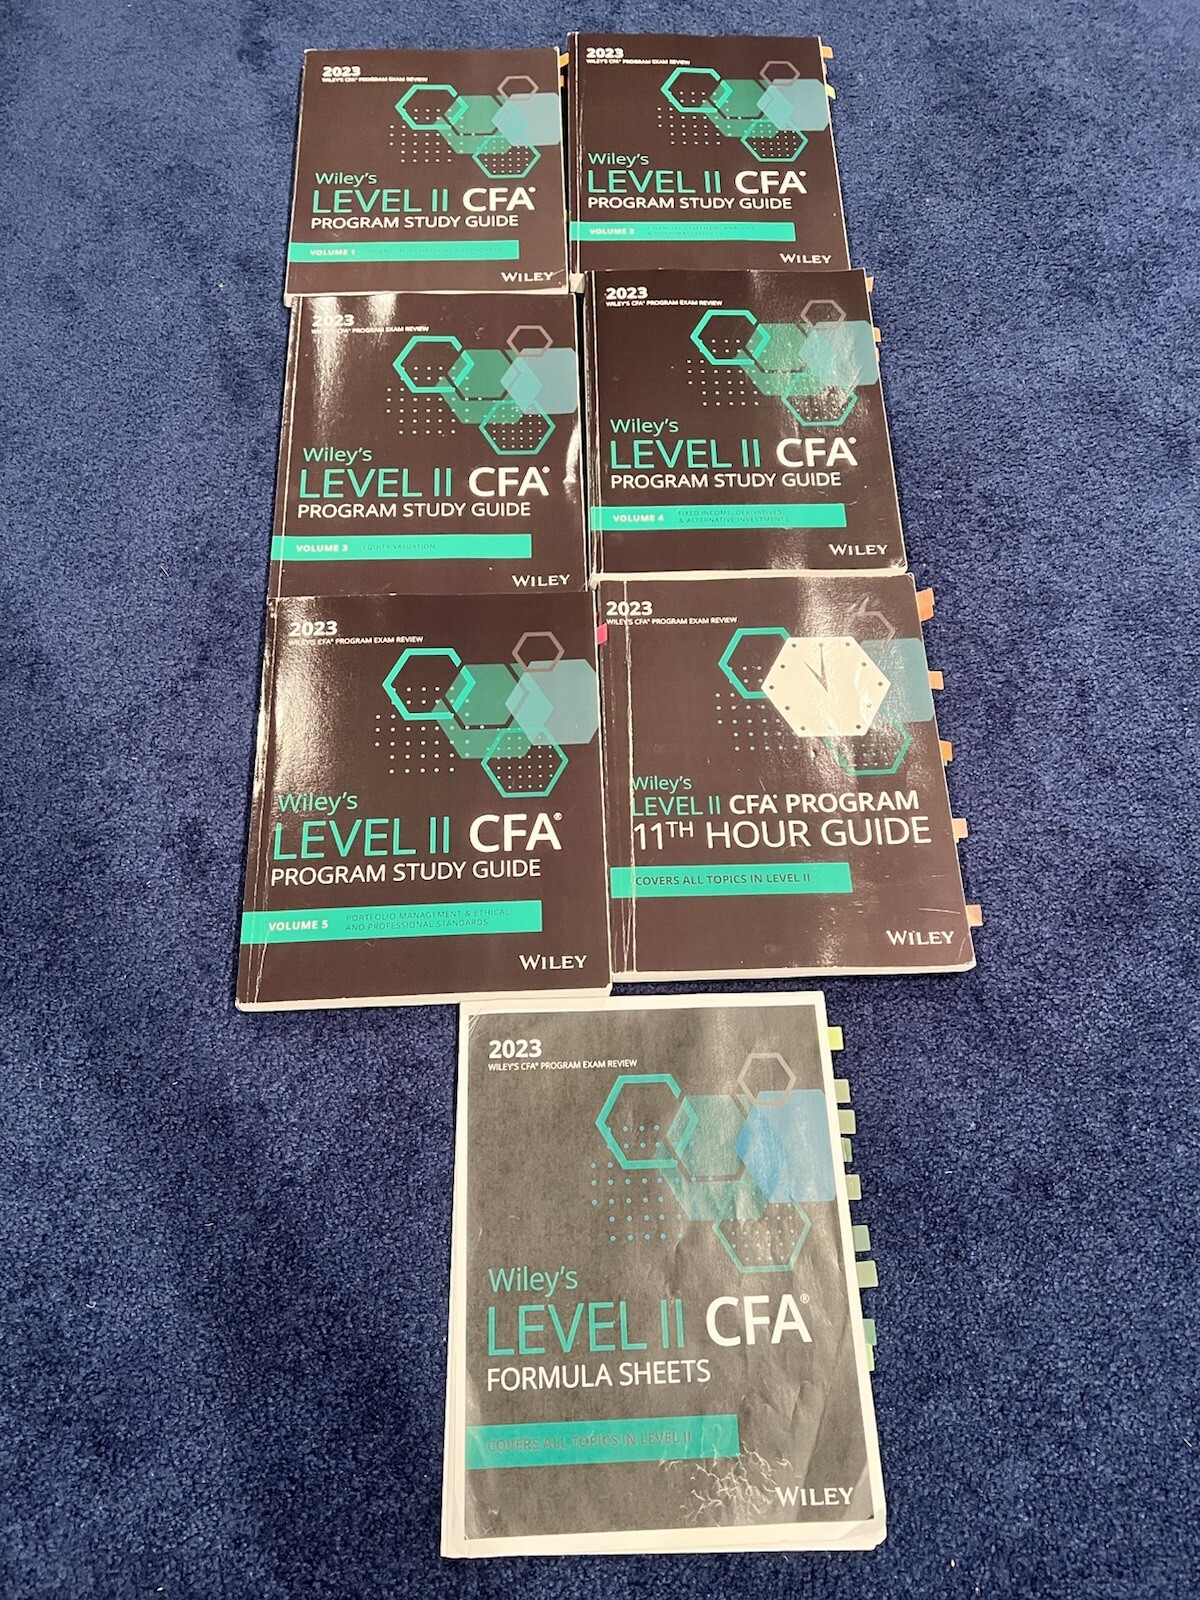 2023
WILEY'S CFA® PROGRAM EXAM REVIEW
Wiley's
LEVEL II CFA®
PROGRAM STUDY GUIDE
VOLUME 1
WILEY
2023
WILEY'S CFA® PROGRAM EXAM REVIEW
Wiley's
LEVEL II CFA®
PROGRAM STUDY GUIDE
VOLUME 2
FINANCIAL STATEMENT ANALYSIS
WILEY
2023
WILEY'S CFA® PROGRAM EXAM REVIEW
Wiley's
LEVEL II CFA®
PROGRAM STUDY GUIDE
VOLUME 3 EQUITY VALUATION
WILEY
2023
WILEY'S CFA® PROGRAM EXAM REVIEW
Wiley's
LEVEL II CFA®
PROGRAM STUDY GUIDE
VOLUME 4 FIXED INCOME, DERIVATIVES,
& ALTERNATIVE INVESTMENTS
WILEY
2023
WILEY'S CFA® PROGRAM EXAM REVIEW
Wiley's
LEVEL II CFA®
PROGRAM STUDY GUIDE
VOLUME 5 PORTFOLIO MANAGEMENT & ETHICAL
AND PROFESSIONAL STANDARDS
WILEY
2023
WILEY'S CFA® PROGRAM EXAM REVIEW
Wiley's
LEVEL II CFA® PROGRAM
11TH HOUR GUIDE
COVERS ALL TOPICS IN LEVEL II
WILEY
2023
WILEY'S CFA® PROGRAM EXAM REVIEW
Wiley's
LEVEL II CFA®
FORMULA SHEETS
COVERS ALL TOPICS IN LEVEL II
WILEY